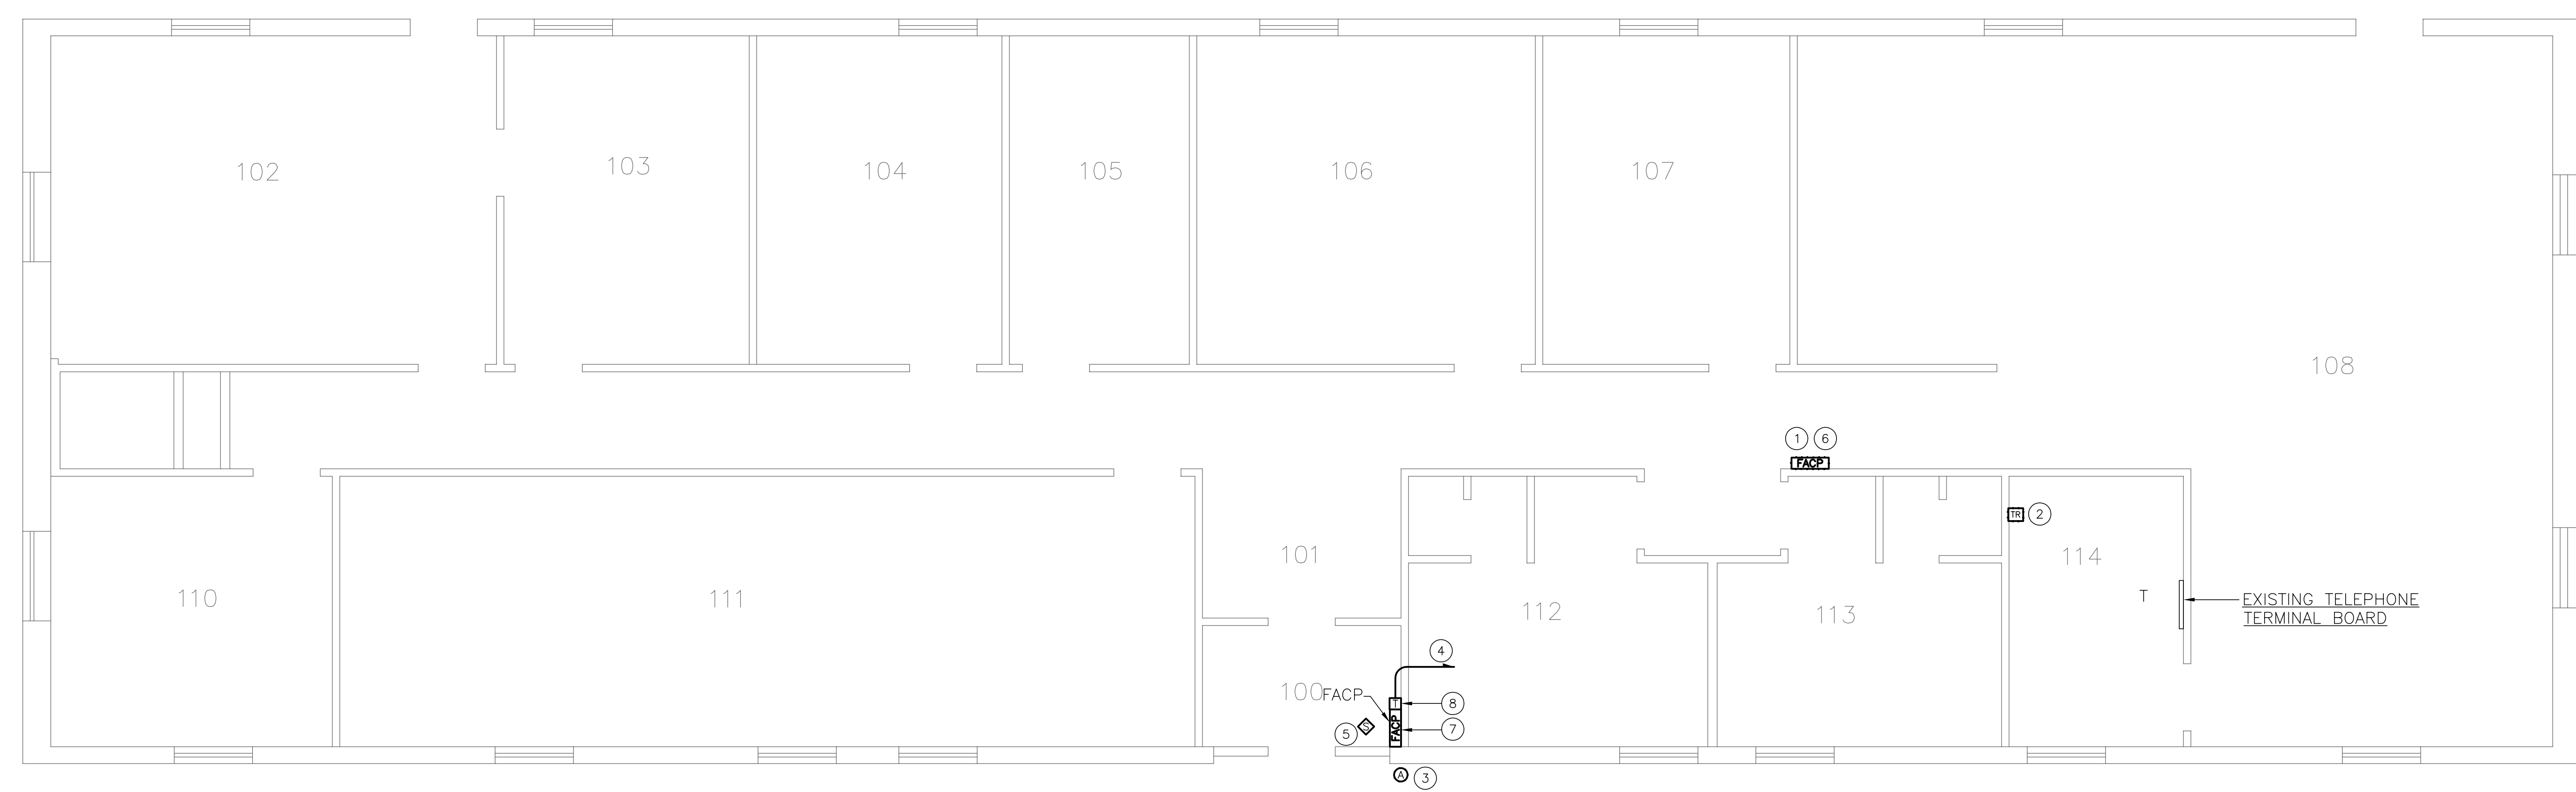 102
103
104
105
106
107
108
1 6
FACP
TR 2
101
114
110
111
112
113
T
EXISTING TELEPHONE
TERMINAL BOARD
4
100
FACP
T
8
S
5
FACP
7
A
3